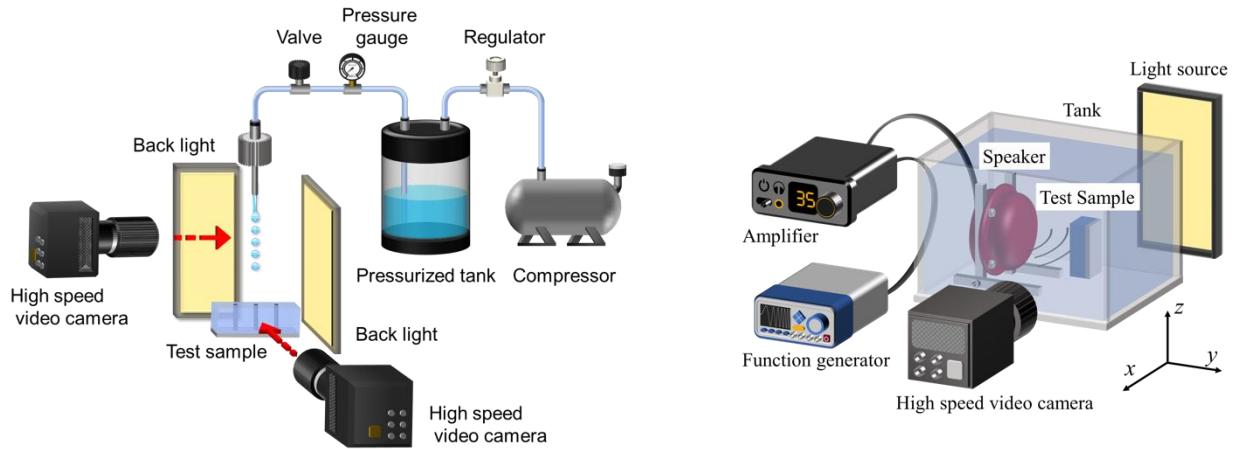 Pressure
gauge
Valve
Regulator
Back light
Pressurized tank
Compressor
High speed
video camera
Test sample
Back light
High speed
video camera
Light source
Tank
Speaker
Test Sample
35
Amplifier
Function generator
High speed video camera
z
y
x